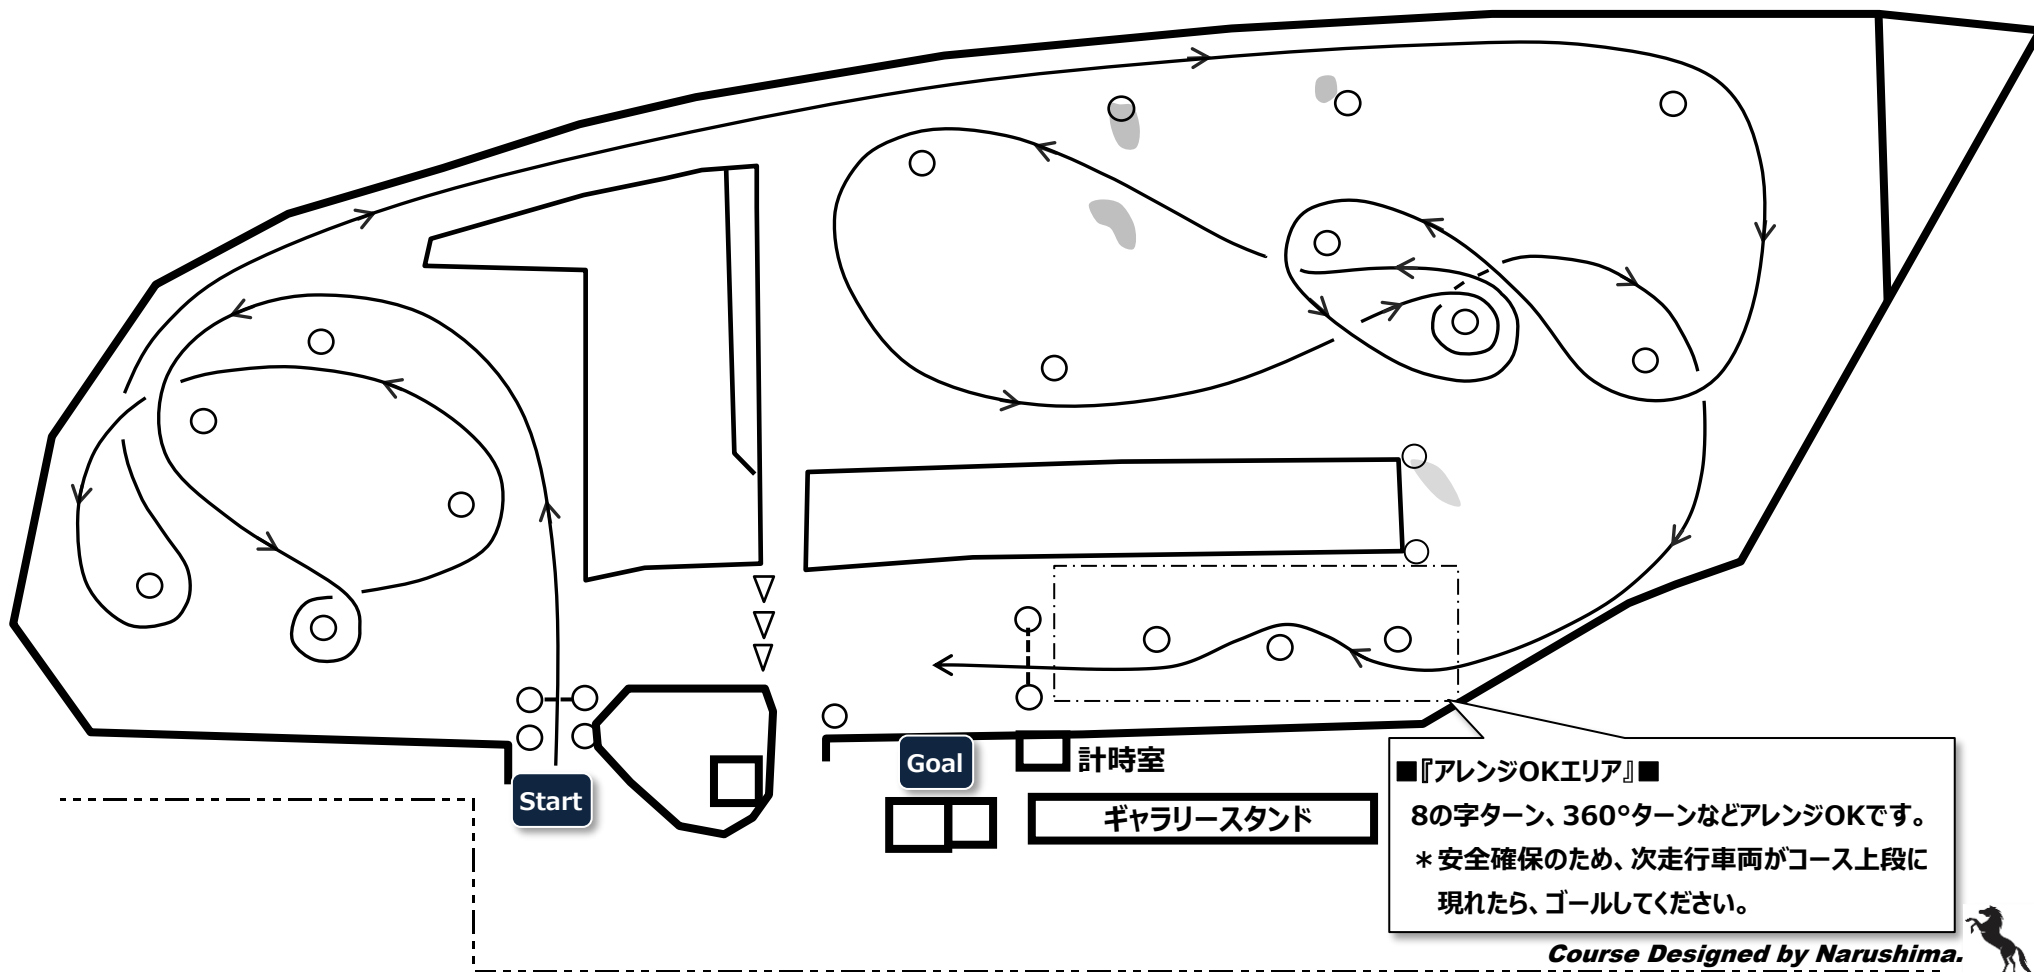 Start
Goal
計時室
ギャラリースタンド
■『アレンジOKエリア』■
8の字ターン、360°ターンなどアレンジOKです。
＊安全確保のため、次走行車両がコース上段に
現れたら、ゴールしてください。
Course Designed by Narushima.